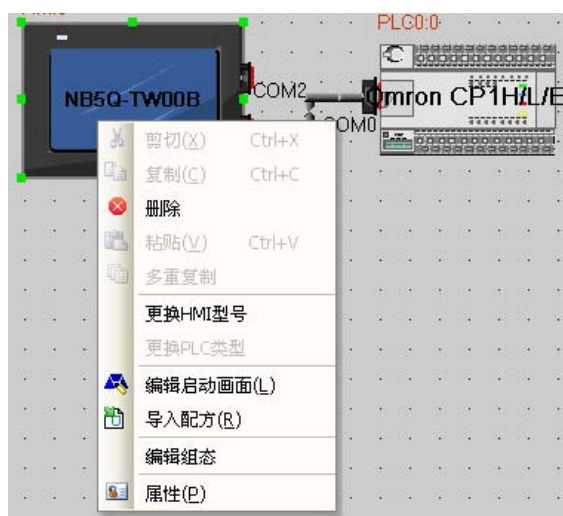 PLC0:0
NB5Q-TW00B
COM2
Omron CP1H/L/E
COM0
剪切(X) Ctrl+X
复制(C) Ctrl+C
删除
粘贴(V) Ctrl+V
多重复制
更换HMI型号
更换PLC类型
编辑启动画面(L)
导入配方(R)
编辑组态
属性(P)